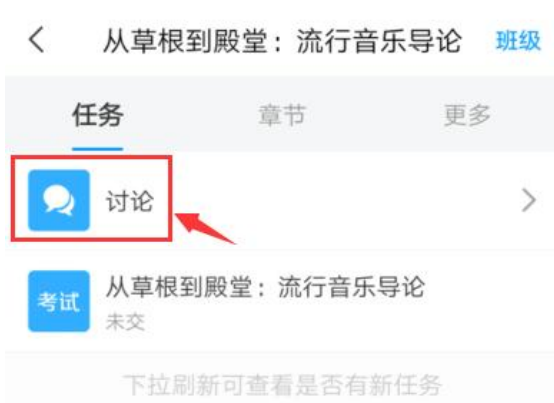 从草根到殿堂：流行音乐导论 班级
任务 章节 更多
讨论
考试 从草根到殿堂：流行音乐导论
未交
下拉刷新可查看是否有新任务